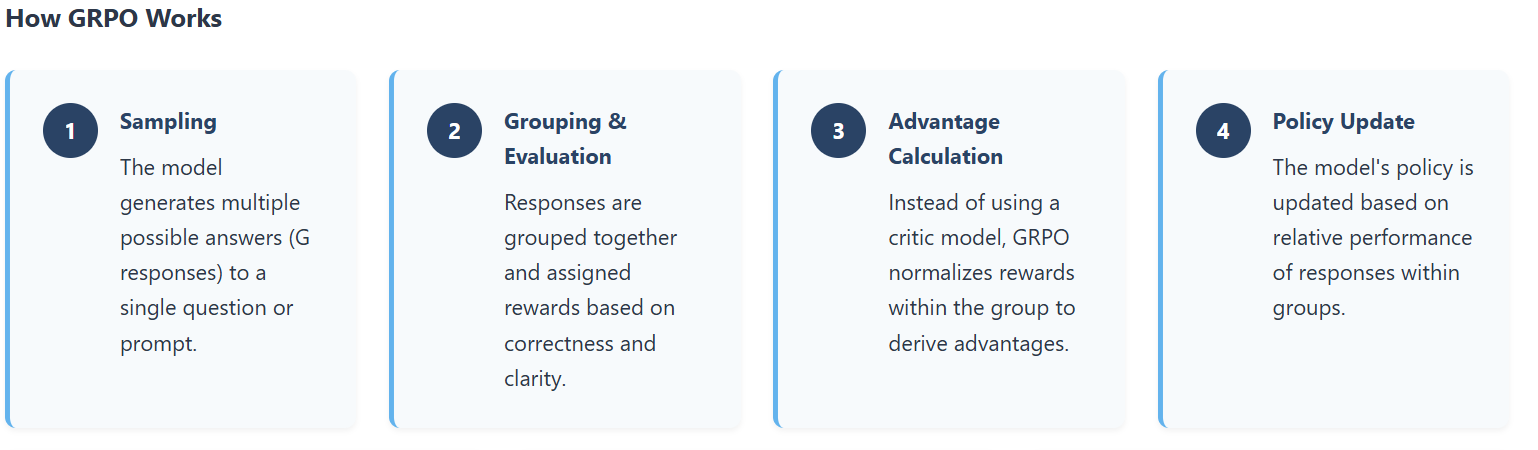 How GRPO Works
1
Sampling
The model
generates multiple
possible answers (G
responses) to a
single question or
prompt.
2
Grouping &
Evaluation
Responses are
grouped together
and assigned
rewards based on
correctness and
clarity.
3
Advantage
Calculation
Instead of using a
critic model, GRPO
normalizes rewards
within the group to
derive advantages.
4
Policy Update
The model's policy is
updated based on
relative performance
of responses within
groups.